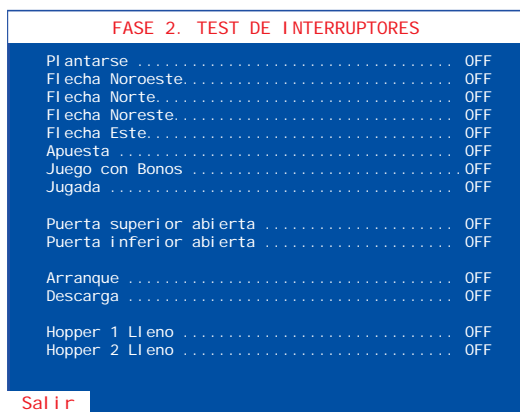 FASE 2. TEST DE INTERRUPTORES
Plantarse ................................... OFF
Flecha Noroeste.............................. OFF
Flecha Norte................................. OFF
Flecha Noreste............................... OFF
Flecha Este.................................. OFF
Apuesta ..................................... OFF
Juego con Bonos ..............................OFF
Jugada ...................................... OFF
Puerta superior abierta ..................... OFF
Puerta inferior abierta ..................... OFF
Arranque .................................... OFF
Descarga .................................... OFF
Hopper 1 Lleno .............................. OFF
Hopper 2 Lleno .............................. OFF
Salir